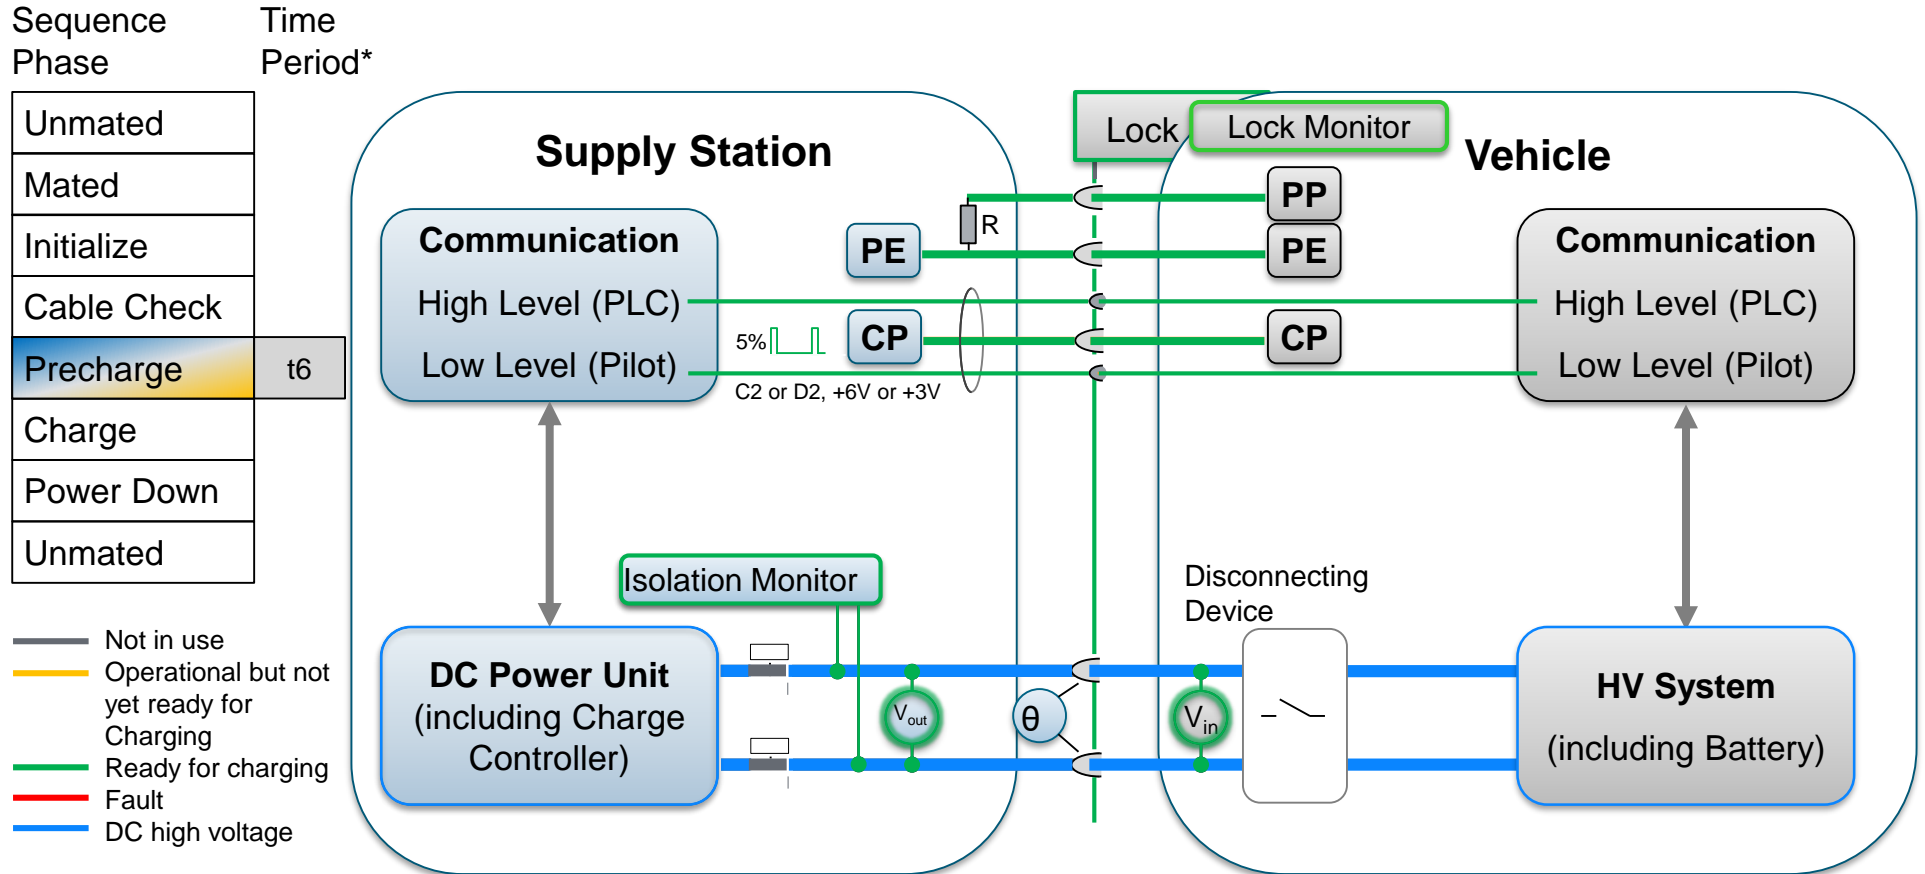 Sequence
Phase
Time
Period*
Unmated
Mated
Initialize
Cable Check
Precharge
t6
Charge
Power Down
Unmated
Not in use
Operational but not
yet ready for
Charging
Ready for charging
Fault
DC high voltage
Supply Station
Communication
High Level (PLC)
Low Level (Pilot)
PE
R
5%
CP
C2 or D2, +6V or +3V
Isolation Monitor
DC Power Unit
(including Charge
Controller)
Vout
θ
Lock
Lock Monitor
Vehicle
PP
PE
CP
Communication
High Level (PLC)
Low Level (Pilot)
Disconnecting
Device
Vin
HV System
(including Battery)